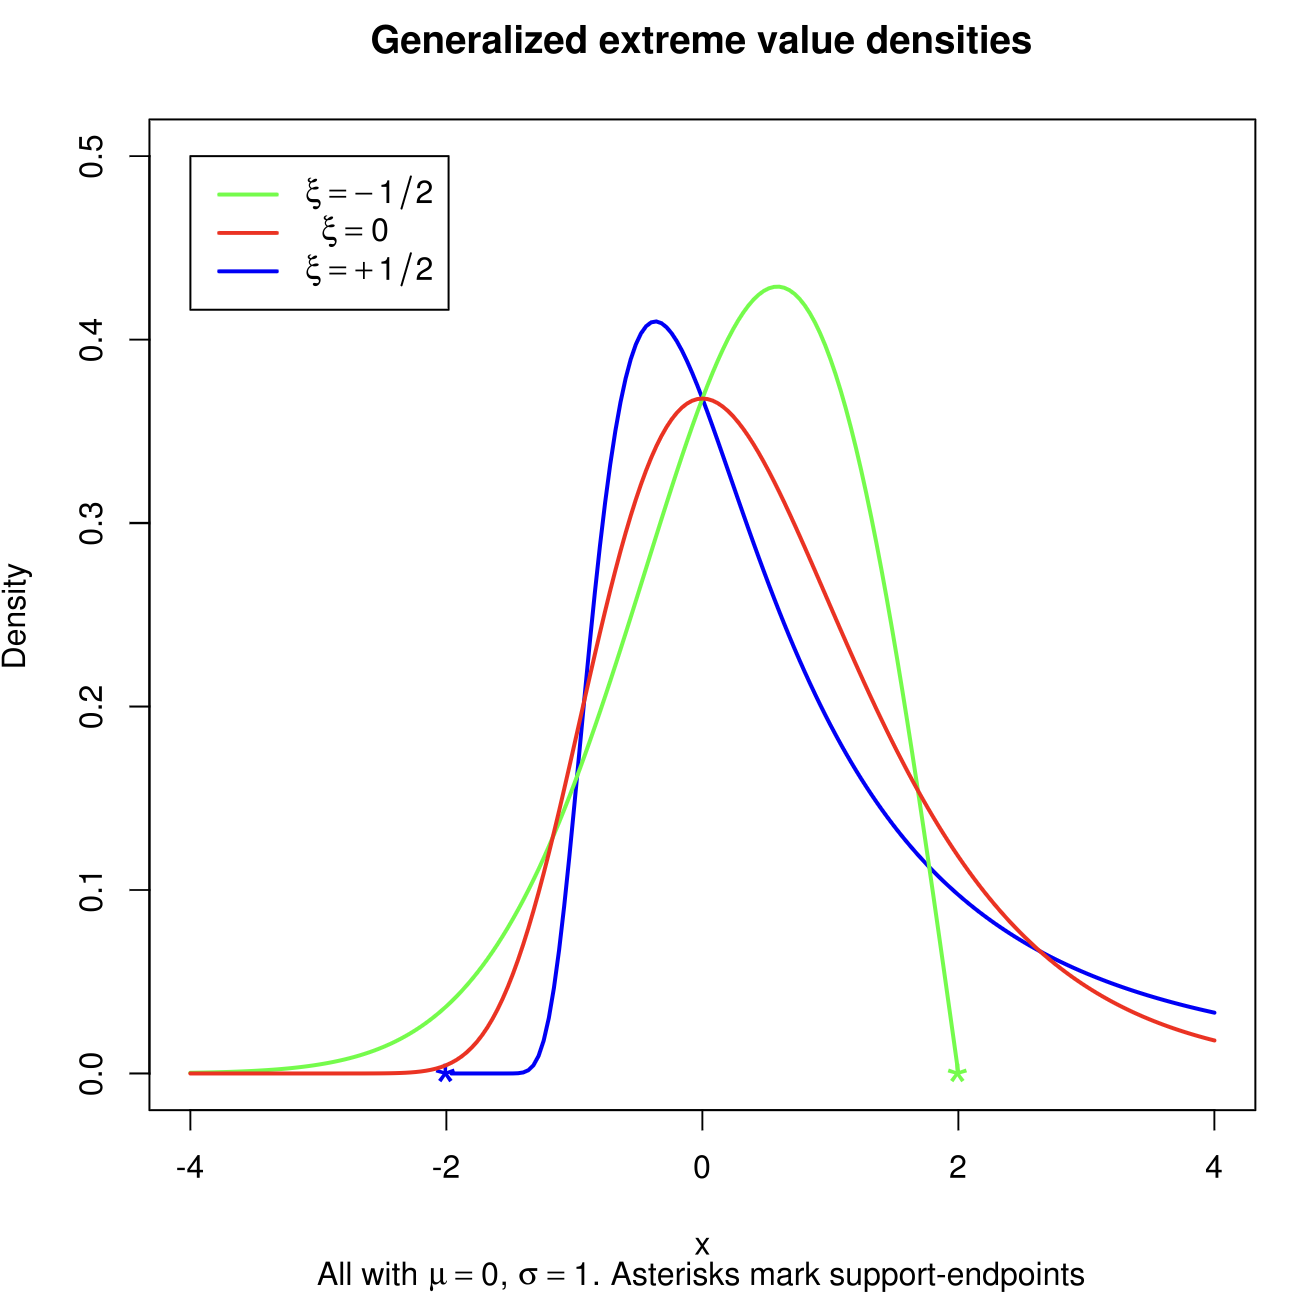 Generalized extreme value densities
ξ = − 1 / 2
ξ = 0
ξ = + 1 / 2
Density
0.5
0.4
0.3
0.2
0.1
0.0
-4 -2 0 2 4
x
All with μ = 0, σ = 1. Asterisks mark support-endpoints